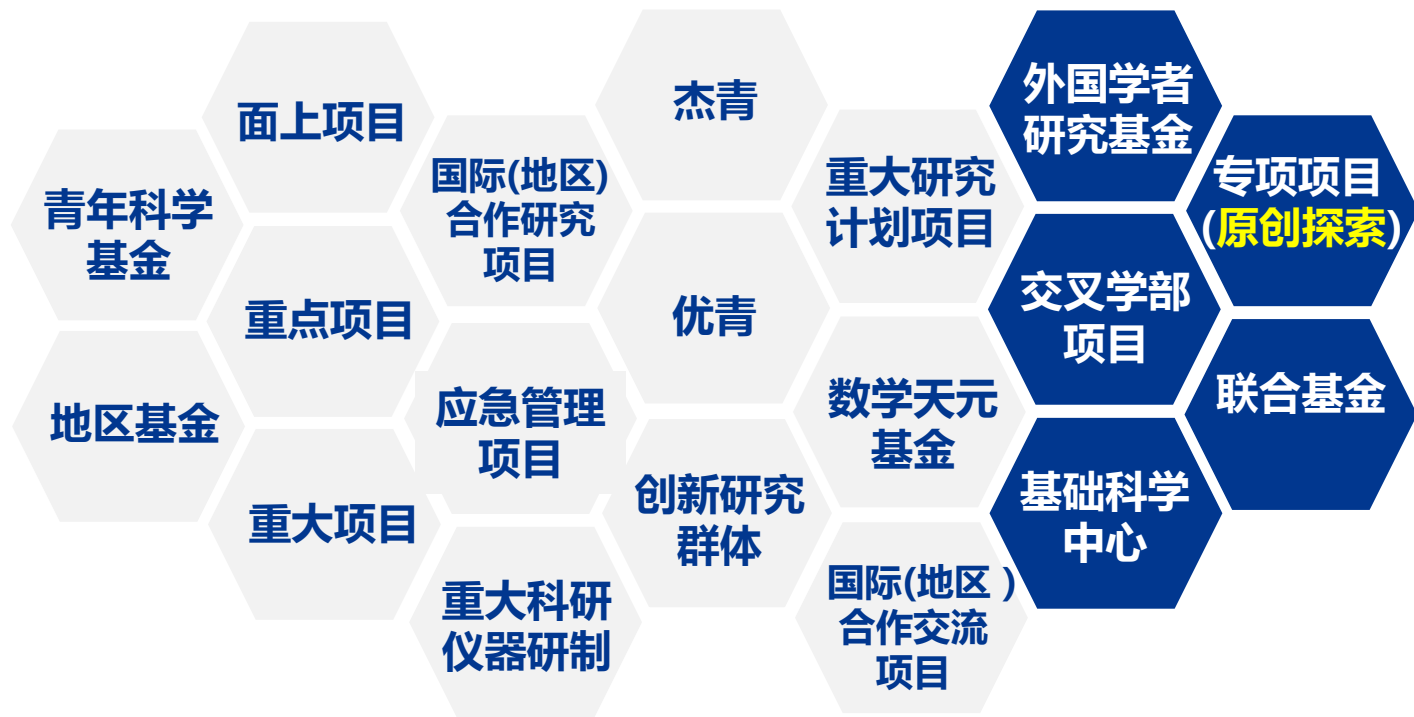 青年科学
基金
地区基金
面上项目
重点项目
重大项目
国际(地区)
合作研究
项目
应急管理
项目
重大科研
仪器研制
杰青
优青
创新研究
群体
重大研究
计划项目
数学天元
基金
国际(地区 )
合作交流
项目
外国学者
研究基金
交叉学部
项目
基础科学
中心
专项项目
(原创探索)
联合基金